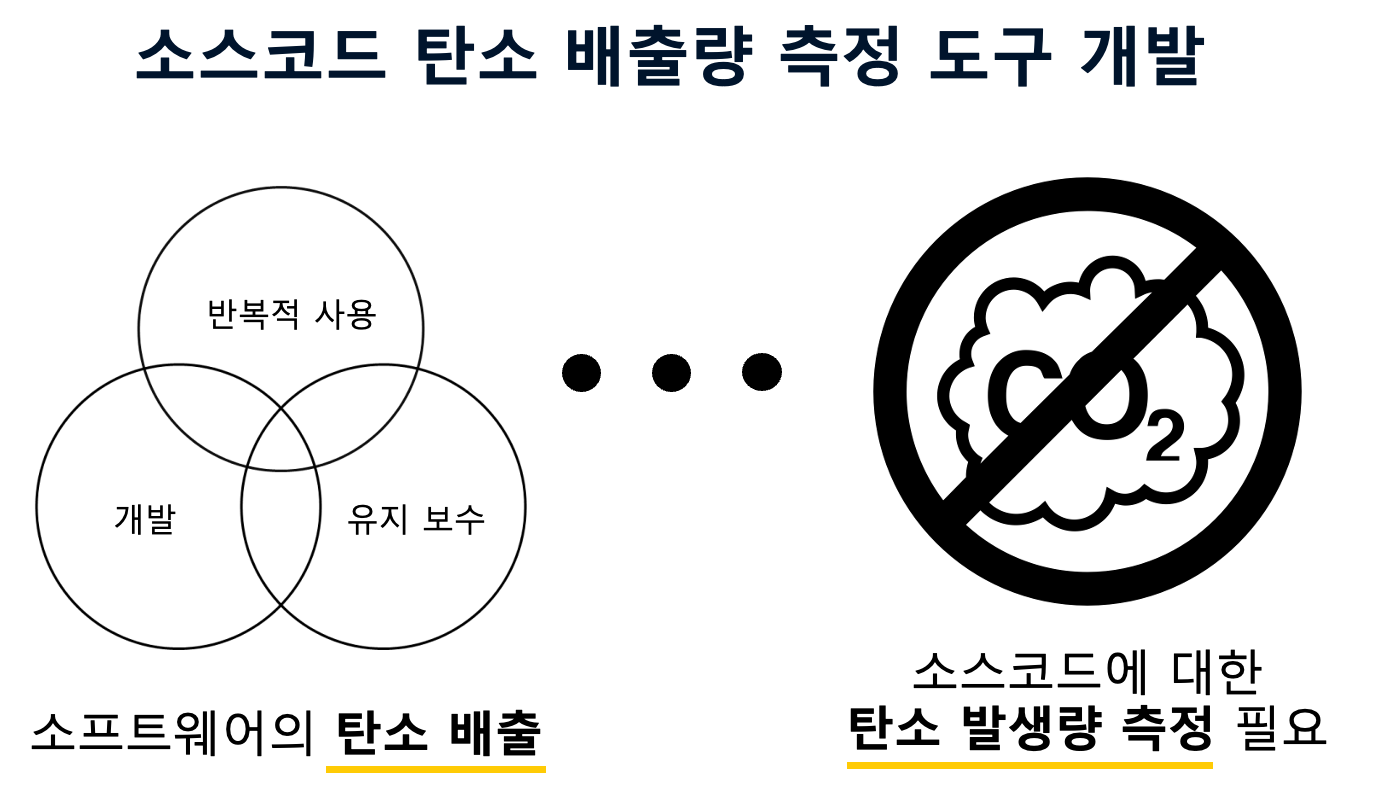 소스코드 탄소 배출량 측정 도구 개발
반복적 사용
개발
유지 보수
CO2
소프트웨어의 탄소 배출
소스코드에 대한
탄소 발생량 측정 필요